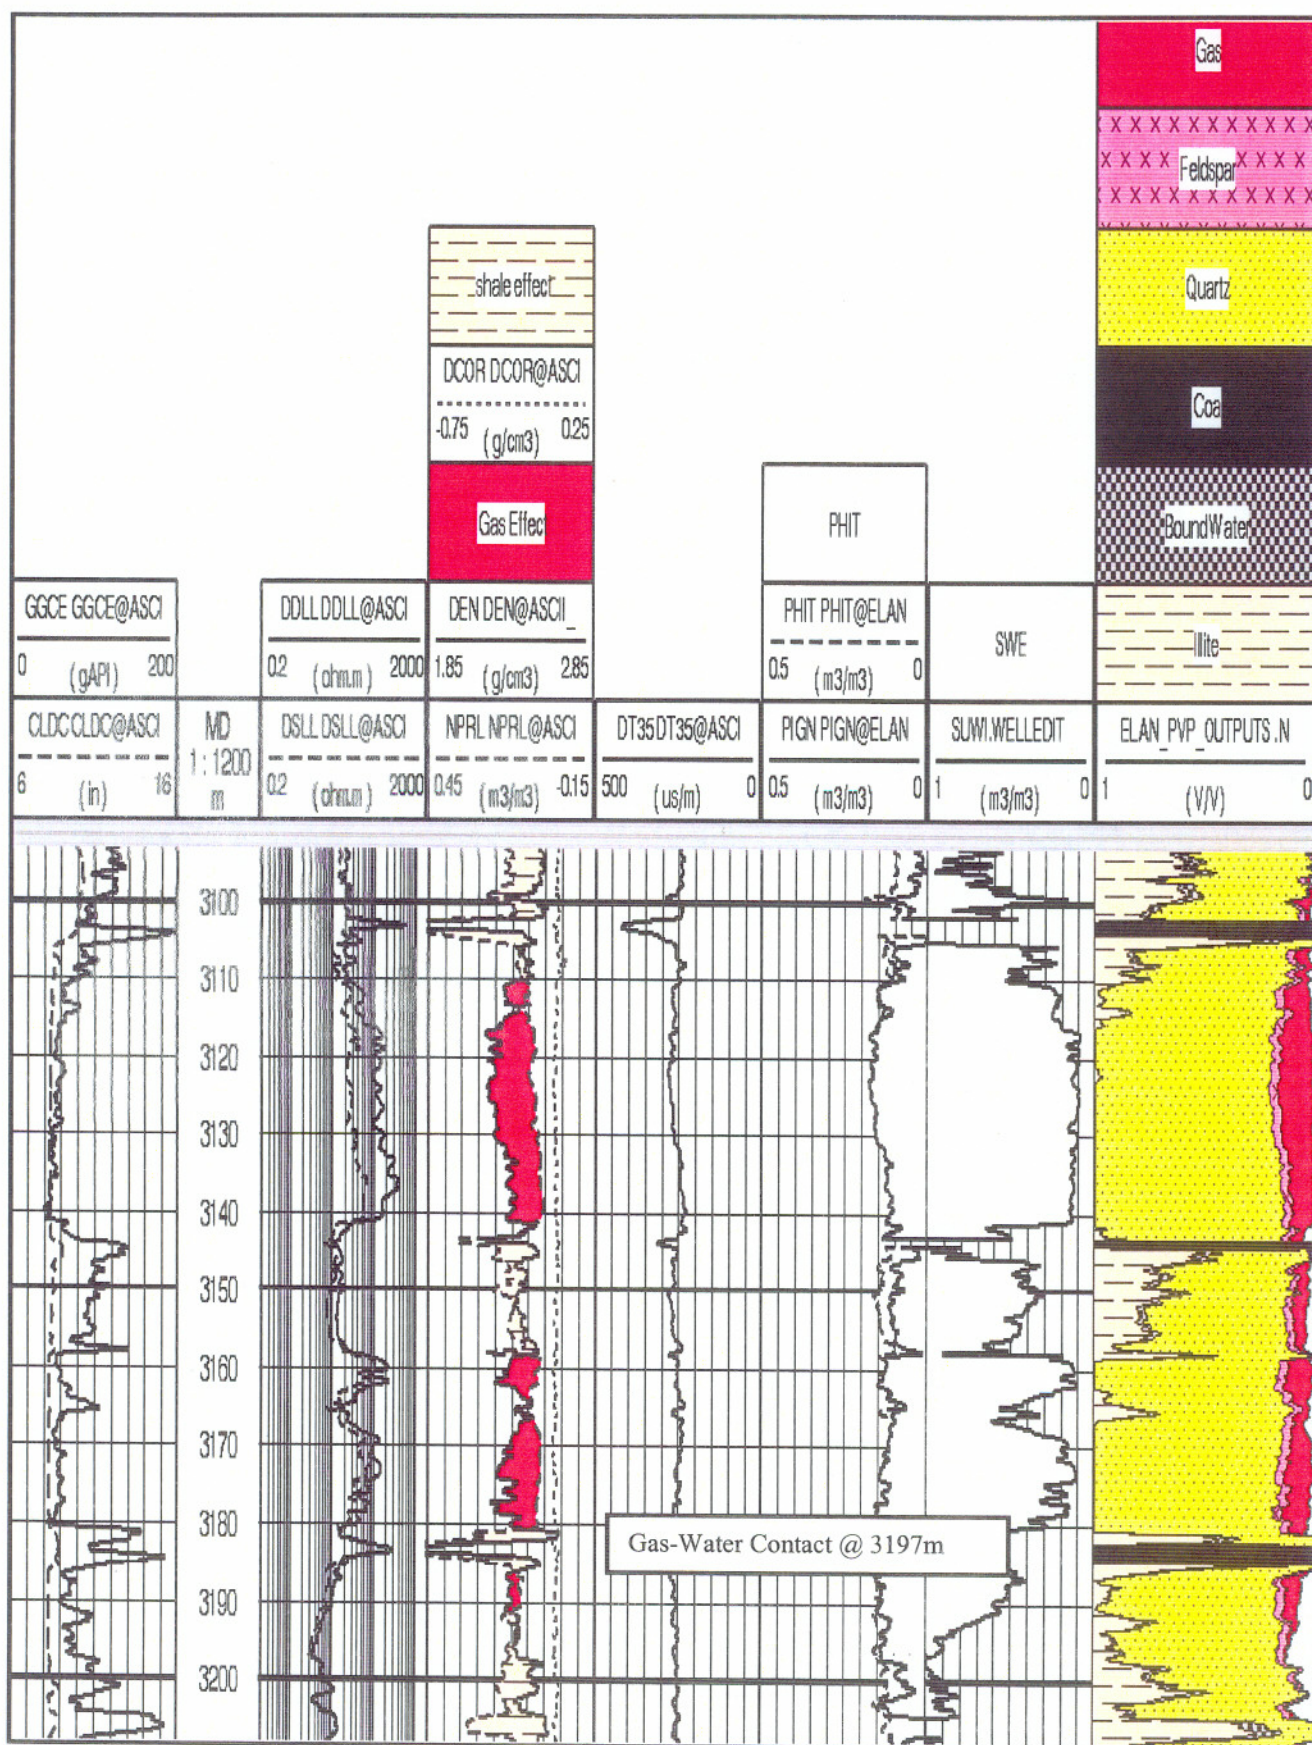 Gas
Feldspar
Quartz
Coa
BoundWater
Illite
ELAN_PVP_OUTPUTS .N
1 (V/V) 0
shale effect
DCOR DCOR@ASCI
-0.75 (g/cm3) 0.25
Gas Effec
DEN DEN@ASCII_
1.85 (g/cm3) 2.85
NPRL NPRL@ASCI
0.45 (m3/m3) -0.15
GGCE GGCE@ASCI
0 (gAPI) 200
CLDC CLDC@ASCI
6 (in) 16
MD
1 : 1200
m
DDLL DDLL@ASCI
0.2 (ohm.m) 2000
DSLL DSLL@ASCI
0.2 (ohm.m) 2000
DT35 DT35@ASCI
500 (us/m) 0
PHIT
PHIT PHIT@ELAN
0.5 (m3/m3) 0
PIGN PIGN@ELAN
0.5 (m3/m3) 0
SWE
SUWI.WELLEDIT
1 (m3/m3) 0
3100
3110
3120
3130
3140
3150
3160
3170
3180
3190
3200
Gas-Water Contact @ 3197m